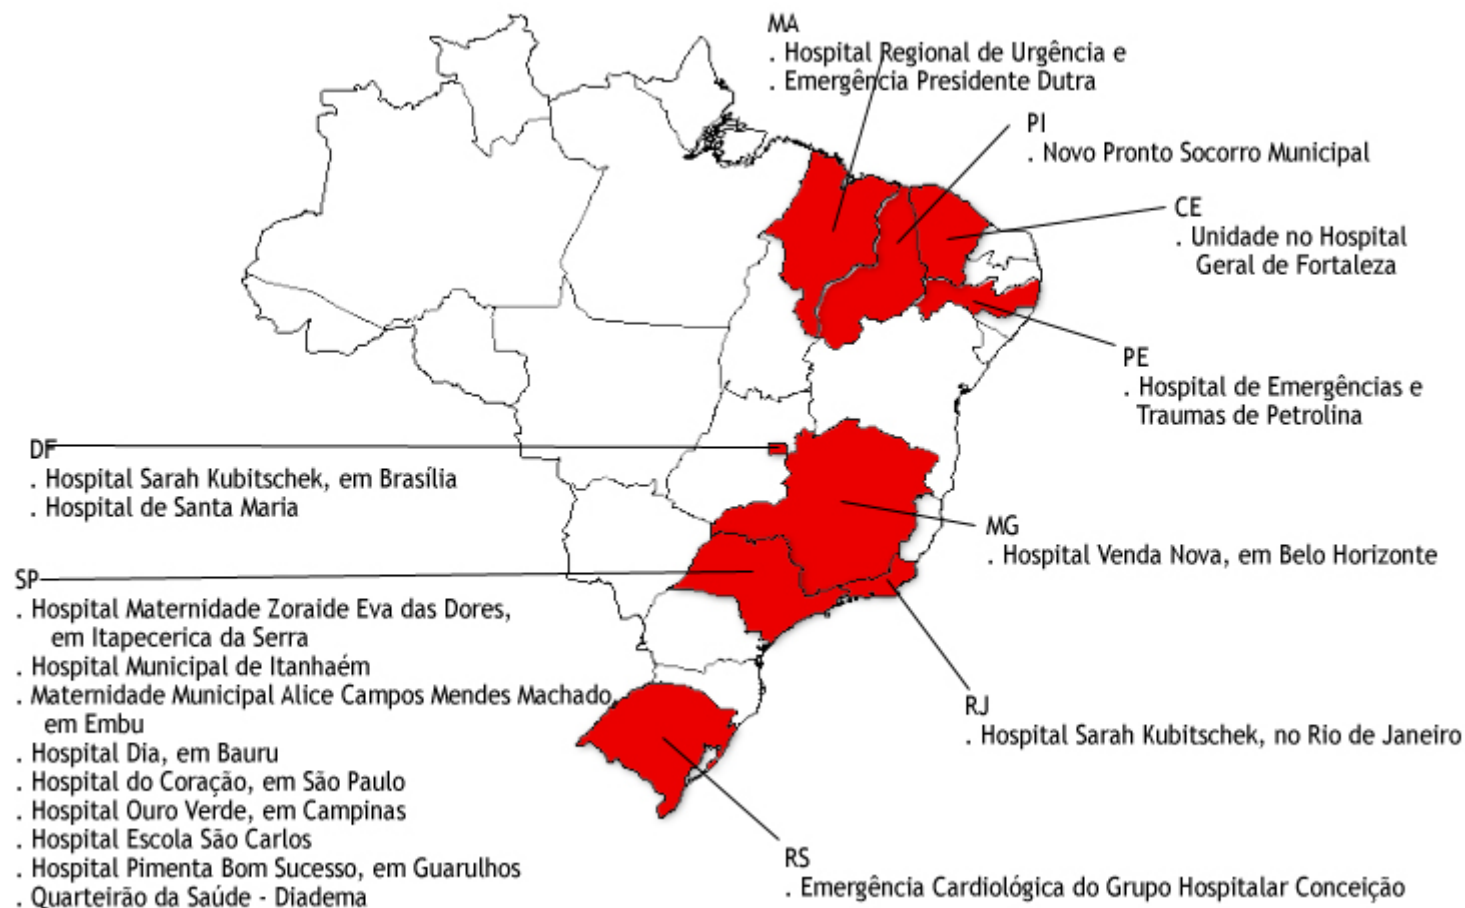 MA
. Hospital Regional de Urgência e
. Emergência Presidente Dutra
PI
. Novo Pronto Socorro Municipal
CE
. Unidade no Hospital
Geral de Fortaleza
PE
. Hospital de Emergências e
Traumas de Petrolina
DF
. Hospital Sarah Kubitschek, em Brasília
. Hospital de Santa Maria
MG
. Hospital Venda Nova, em Belo Horizonte
SP
. Hospital Maternidade Zoraide Eva das Dores,
em Itapecerica da Serra
. Hospital Municipal de Itanhaém
. Maternidade Municipal Alice Campos Mendes Machado,
em Embu
. Hospital Dia, em Bauru
. Hospital do Coração, em São Paulo
. Hospital Ouro Verde, em Campinas
. Hospital Escola São Carlos
. Hospital Pimenta Bom Sucesso, em Guarulhos
. Quarteirão da Saúde - Diadema
RJ
. Hospital Sarah Kubitschek, no Rio de Janeiro
RS
. Emergência Cardiológica do Grupo Hospitalar Conceição